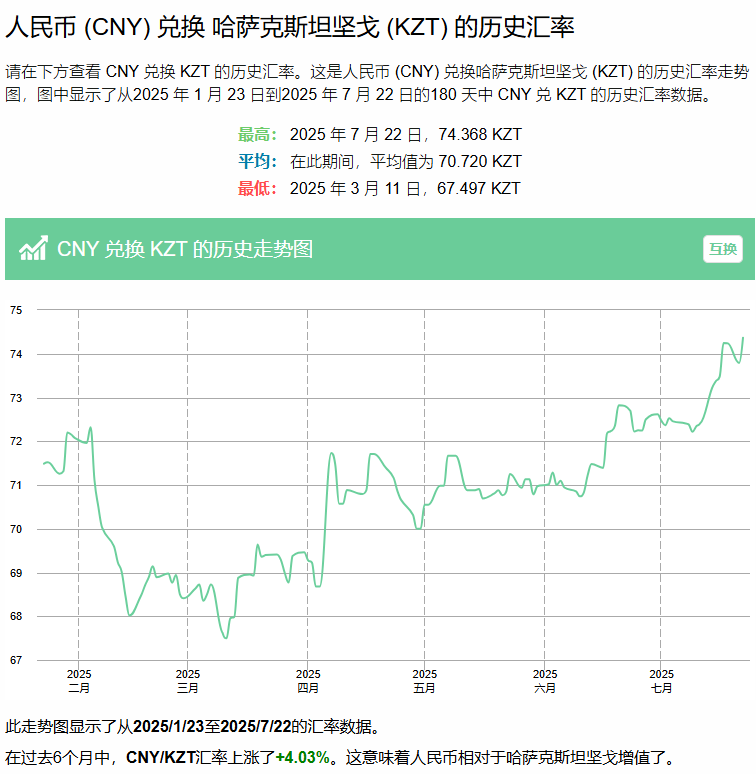 人民币 (CNY) 兑换 哈萨克斯坦坚戈 (KZT) 的历史汇率
请在下方查看 CNY 兑换 KZT 的历史汇率。这是人民币 (CNY) 兑换哈萨克斯坦坚戈 (KZT) 的历史汇率走势
图，图中显示了从2025 年 1 月 23 日到2025 年 7 月 22 日的180 天中 CNY 兑 KZT 的历史汇率数据。
最高： 2025 年 7 月 22 日，74.368 KZT
平均： 在此期间，平均值为 70.720 KZT
最低： 2025 年 3 月 11 日，67.497 KZT
CNY 兑换 KZT 的历史走势图 互换
75
74
73
72
71
70
69
68
67
2025 2025 2025 2025 2025 2025
二月 三月 四月 五月 六月 七月
此走势图显示了从2025/1/23至2025/7/22的汇率数据。
在过去6个月中，CNY/KZT汇率上涨了+4.03%。这意味着人民币相对于哈萨克斯坦坚戈增值了。